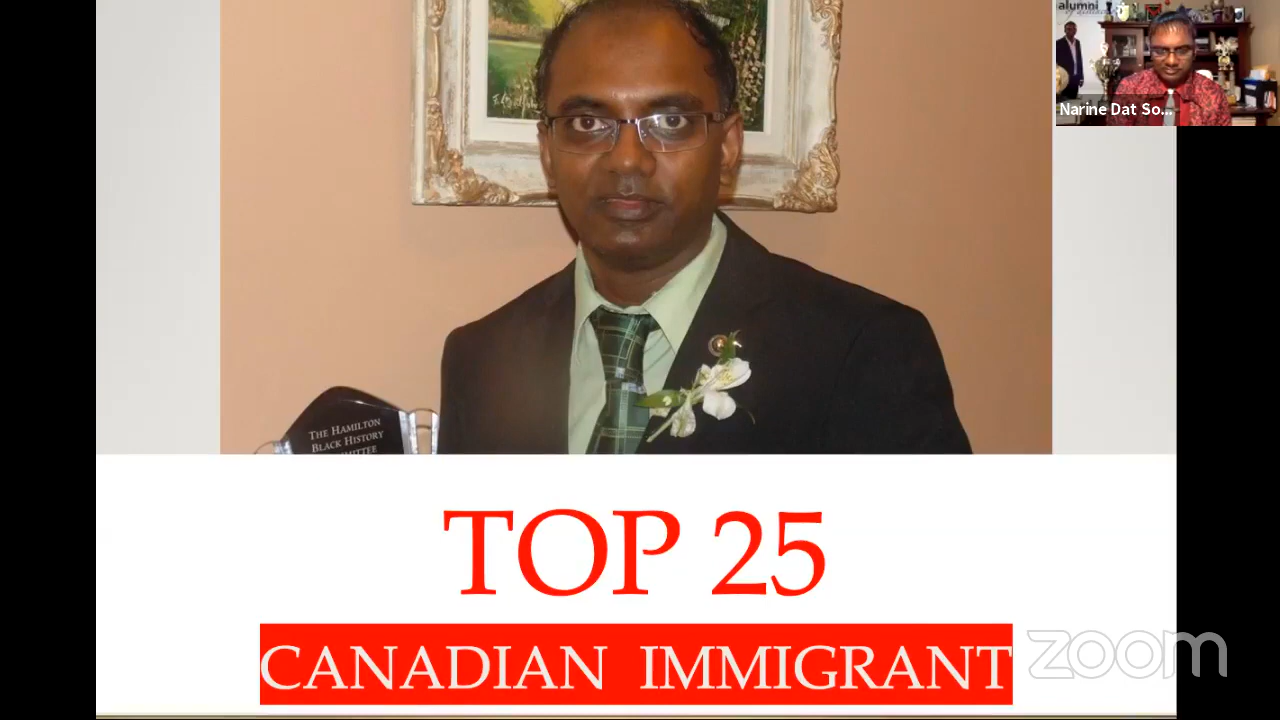 alumni
Narine Dat So...
THE HAMILTON
BLACK HISTORY
TOP 25
CANADIAN IMMIGRANT
zoom